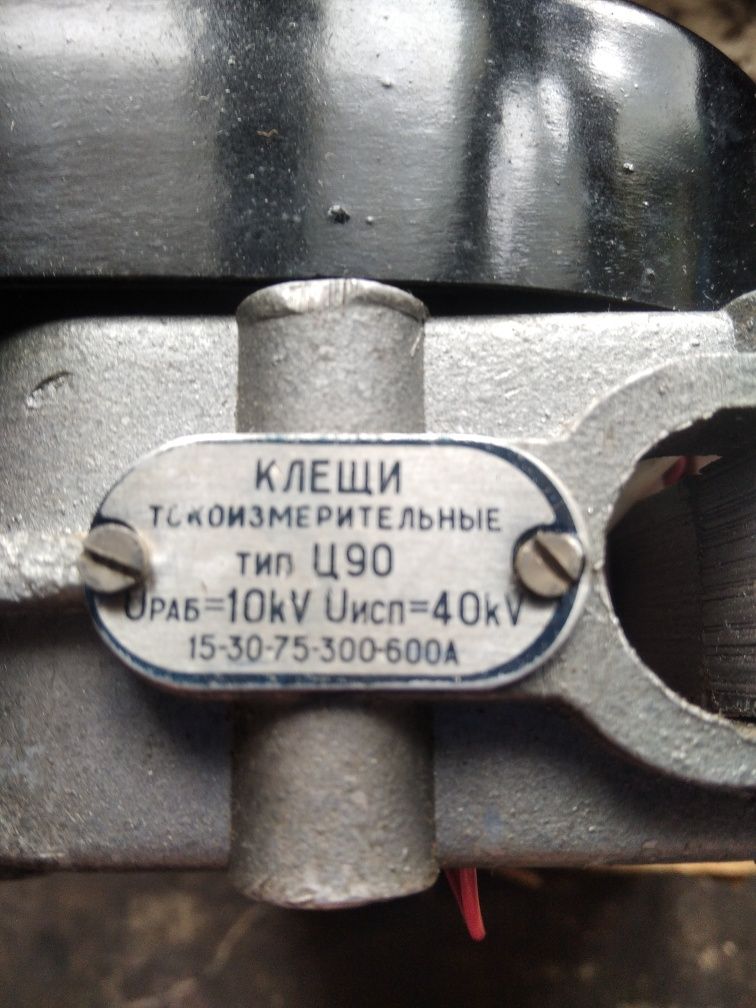 КЛЕЩИ
ТОКОИЗМЕРИТЕЛЬНЫЕ
ТИП Ц90
UРАБ=10kV UИСП=40kV
15-30-75-300-600А